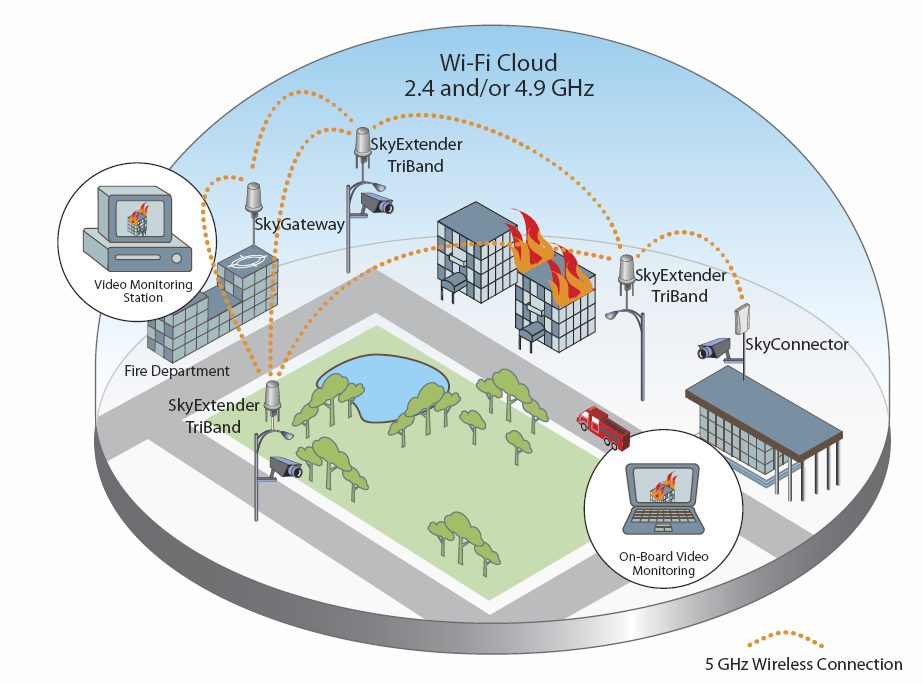 Wi-Fi Cloud
2.4 and/or 4.9 GHz
SkyExtender
TriBand
SkyGateway
Video Monitoring
Station
Fire Department
SkyExtender
TriBand
SkyConnector
SkyExtender
TriBand
On-Board Video
Monitoring
5 GHz Wireless Connection